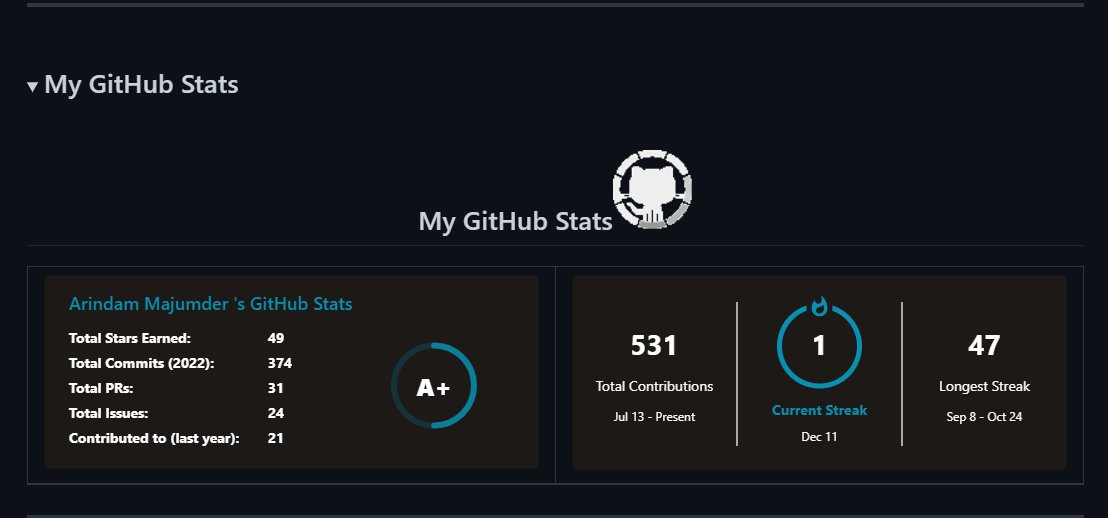 My GitHub Stats
My GitHub Stats
Arindam Majumder 's GitHub Stats
Total Stars Earned: 49
Total Commits (2022): 374
Total PRs: 31
Total Issues: 24
Contributed to (last year): 21
A+
531
Total Contributions
Jul 13 - Present
1
Current Streak
Dec 11
47
Longest Streak
Sep 8 - Oct 24